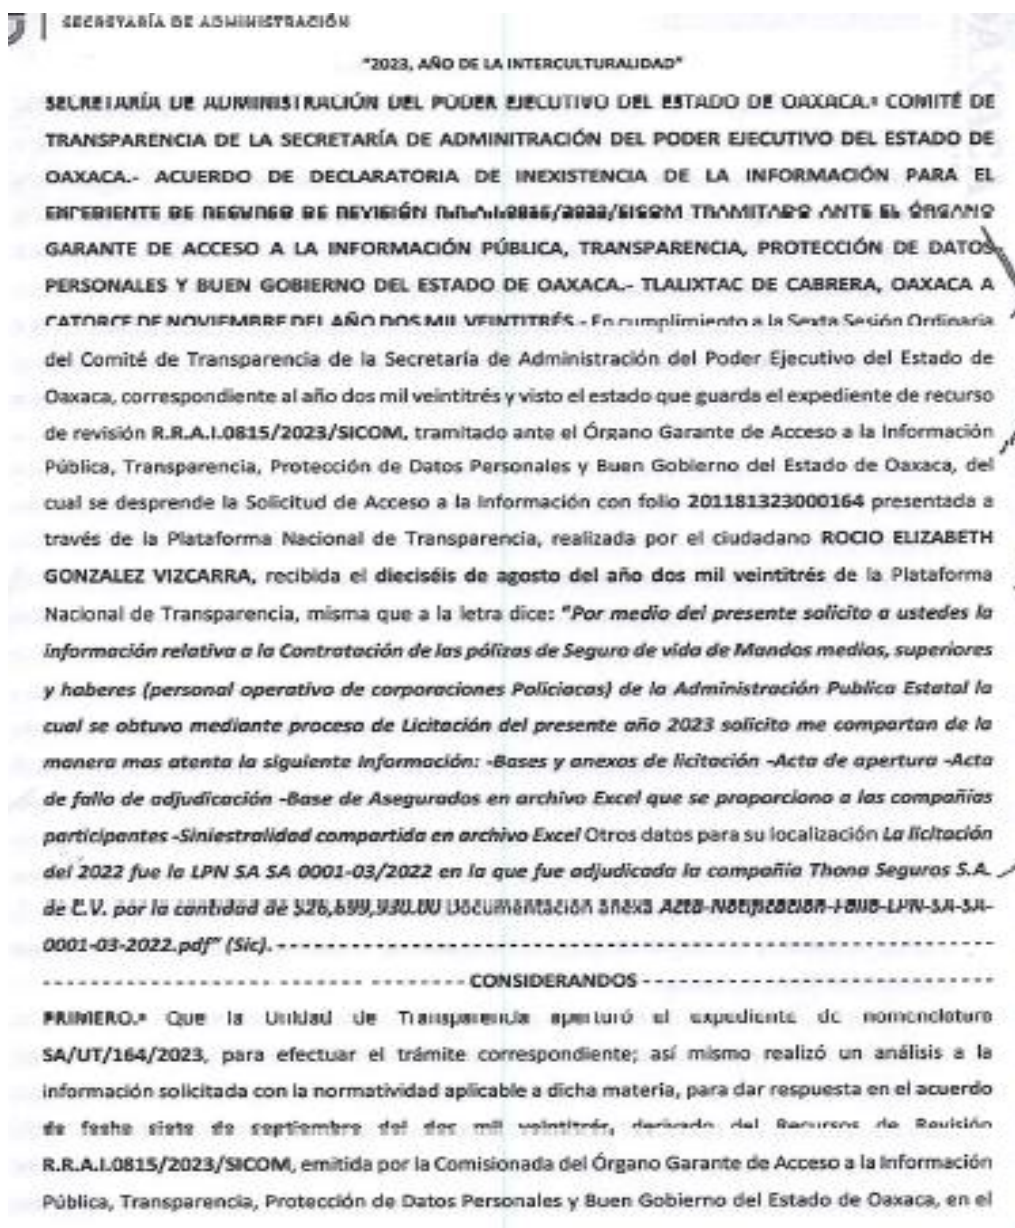 SECRETARÍA DE ADMINISTRACIÓN
"2023, AÑO DE LA INTERCULTURALIDAD"
SECRETARÍA DE ADMINISTRACIÓN DEL PODER EJECUTIVO DEL ESTADO DE OAXACA.- COMITÉ DE
TRANSPARENCIA DE LA SECRETARÍA DE ADMINITRACIÓN DEL PODER EJECUTIVO DEL ESTADO DE
OAXACA.- ACUERDO DE DECLARATORIA DE INEXISTENCIA DE LA INFORMACIÓN PARA EL
EXPEDIENTE DE RECURSO DE REVISIÓN R.R.A.I.0815/2023/SICOM TRAMITADO ANTE EL ÓRGANO
GARANTE DE ACCESO A LA INFORMACIÓN PÚBLICA, TRANSPARENCIA, PROTECCIÓN DE DATOS
PERSONALES Y BUEN GOBIERNO DEL ESTADO DE OAXACA.- TLALIXTAC DE CABRERA, OAXACA A
CATORCE DE NOVIEMBRE DEL AÑO DOS MIL VEINTITRÉS.- En cumplimiento a la Sexta Sesión Ordinaria
del Comité de Transparencia de la Secretaría de Administración del Poder Ejecutivo del Estado de
Oaxaca, correspondiente al año dos mil veintitrés y visto el estado que guarda el expediente de recurso
de revisión R.R.A.I.0815/2023/SICOM, tramitado ante el Órgano Garante de Acceso a la Información
Pública, Transparencia, Protección de Datos Personales y Buen Gobierno del Estado de Oaxaca, del
cual se desprende la Solicitud de Acceso a la Información con folio 201181323000164 presentada a
través de la Plataforma Nacional de Transparencia, realizada por el ciudadano ROCIO ELIZABETH
GONZALEZ VIZCARRA, recibida el dieciséis de agosto del año dos mil veintitrés de la Plataforma
Nacional de Transparencia, misma que a la letra dice: "Por medio del presente solicito a ustedes la
información relativa a la Contratación de las pólizas de Seguro de vida de Mandos medios, superiores
y haberes (personal operativo de corporaciones Policiacas) de la Administración Publica Estatal la
cual se obtuvo mediante proceso de Licitación del presente año 2023 solicito me compartan de la
manera mas atenta la siguiente Información: -Bases y anexos de licitación -Acta de apertura -Acta
de fallo de adjudicación -Base de Asegurados en archivo Excel que se proporciono a las compañías
participantes -Siniestralidad compartida en archivo Excel Otros datos para su localización La licitación
del 2022 fue la LPN SA SA 0001-03/2022 en la que fue adjudicada la compañía Thona Seguros S.A.
de C.V. por la cantidad de $26,699,930.00 Documentación anexa Acta-Notificación-Fallo-LPN-SA-SA-
0001-03-2022.pdf" (Sic). - - - - - - - - - - - - - - - - - - - - - - - - - - - - - - - - - - - - - - - -
- - - - - - - - - - - - - - - - - - - - - - - - CONSIDERANDOS - - - - - - - - - - - - - - - - - - - - - - - -
PRIMERO.- Que la Unidad de Transparencia aperturó el expediente de nomenclatura
SA/UT/164/2023, para efectuar el trámite correspondiente; así mismo realizó un análisis a la
información solicitada con la normatividad aplicable a dicha materia, para dar respuesta en el acuerdo
de fecha siete de septiembre del dos mil veintitrés, derivado del Recursos de Revisión
R.R.A.I.0815/2023/SICOM, emitida por la Comisionada del Órgano Garante de Acceso a la Información
Pública, Transparencia, Protección de Datos Personales y Buen Gobierno del Estado de Oaxaca, en el